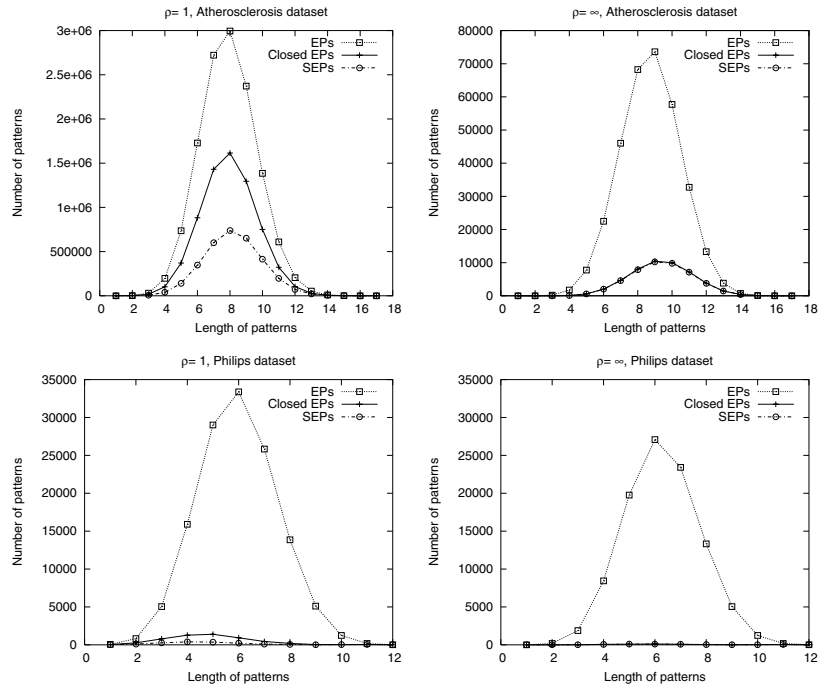 ρ= 1, Atherosclerosis dataset
3e+06
2.5e+06
2e+06
1.5e+06
1e+06
500000
0
Number of patterns
EPs
Closed EPs
SEPs
0 2 4 6 8 10 12 14 16 18
Length of patterns
ρ= ∞, Atherosclerosis dataset
80000
70000
60000
50000
40000
30000
20000
10000
0
Number of patterns
EPs
Closed EPs
SEPs
0 2 4 6 8 10 12 14 16 18
Length of patterns
ρ= 1, Philips dataset
35000
30000
25000
20000
15000
10000
5000
0
Number of patterns
EPs
Closed EPs
SEPs
0 2 4 6 8 10 12
Length of patterns
ρ= ∞, Philips dataset
35000
30000
25000
20000
15000
10000
5000
0
Number of patterns
EPs
Closed EPs
SEPs
0 2 4 6 8 10 12
Length of patterns